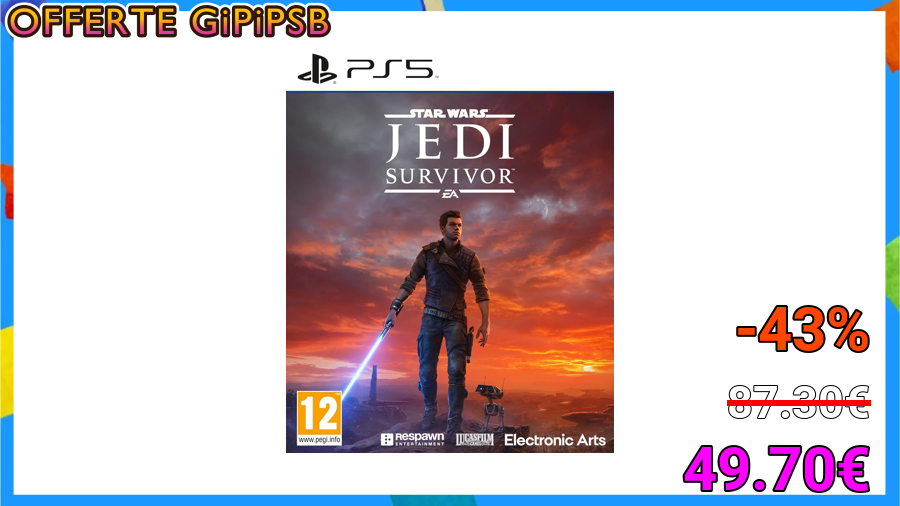 OFFERTE GiPiPSB
PS5
STAR WARS
JEDI
SURVIVOR
EA
-43%
87.30€
49.70€
12
www.pegi.info
Respawn
ENTERTAINMENT
LUCASFILM
Electronic Arts